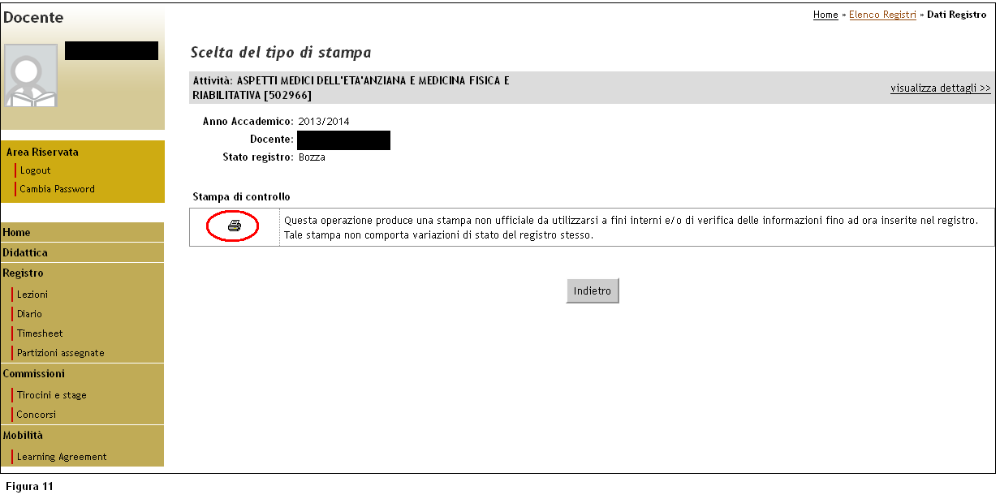 Docente
Home » Elenco Registri » Dati Registro
Scelta del tipo di stampa
Attività: ASPETTI MEDICI DELL'ETA'ANZIANA E MEDICINA FISICA E
RIABILITATIVA [502966]
visualizza dettagli >>
Anno Accademico: 2013/2014
Docente:
Stato registro: Bozza
Area Riservata
Logout
Cambia Password
Stampa di controllo
Questa operazione produce una stampa non ufficiale da utilizzarsi a fini interni e/o di verifica delle informazioni fino ad ora inserite nel registro.
Tale stampa non comporta variazioni di stato del registro stesso.
Indietro
Home
Didattica
Registro
Lezioni
Diario
Timesheet
Partizioni assegnate
Commissioni
Tirocini e stage
Concorsi
Mobilità
Learning Agreement
Figura 11